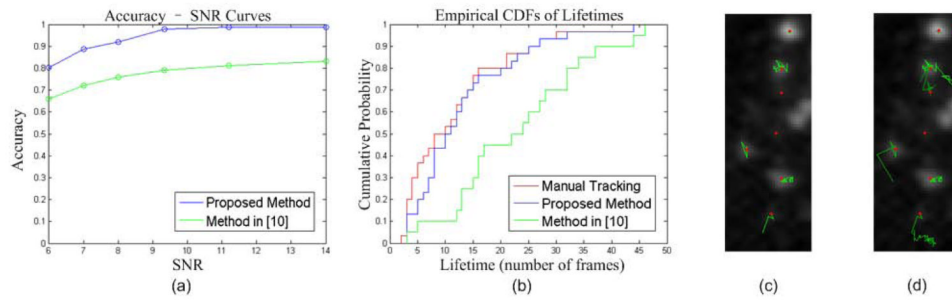 Accuracy – SNR Curves
1
0.9
0.8
0.7
0.6
0.5
0.4
0.3
0.2
0.1
0
Accuracy
Proposed Method
Method in [10]
6 7 8 9 10 11 12 13 14
SNR
(a)
Empirical CDFs of Lifetimes
1
0.9
0.8
0.7
0.6
0.5
0.4
0.3
0.2
0.1
0
Cumulative Probability
Manual Tracking
Proposed Method
Method in [10]
0 5 10 15 20 25 30 35 40 45 50
Lifetime (number of frames)
(b)
(c)
(d)